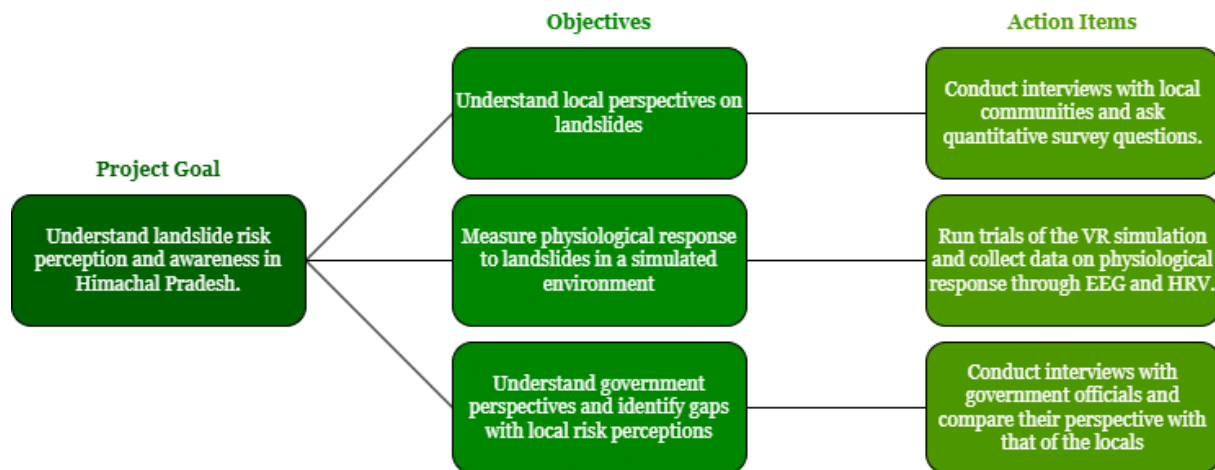 Objectives
Action Items
Understand local perspectives on
landslides
Conduct interviews with local
communities and ask
quantitative survey questions.
Project Goal
Understand landslide risk
perception and awareness in
Himachal Pradesh.
Measure physiological response
to landslides in a simulated
environment
Run trials of the VR simulation
and collect data on physiological
response through EEG and HRV.
Understand government
perspectives and identify gaps
with local risk perceptions
Conduct interviews with
government officials and
compare their perspective with
that of the locals